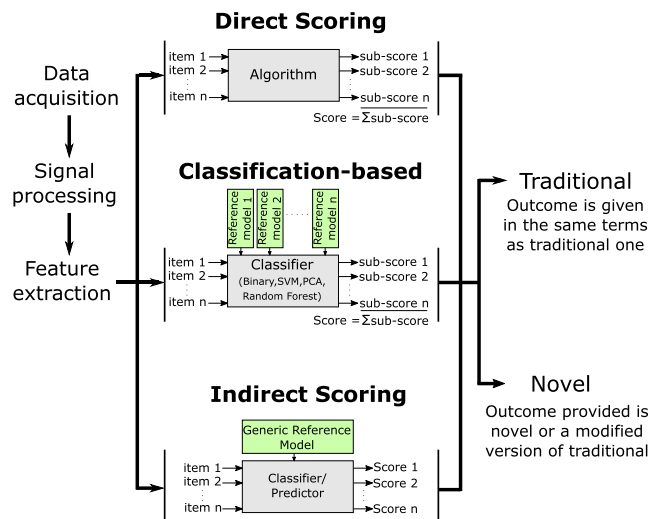 Data
acquisition
Signal
processing
Feature
extraction
Direct Scoring
item 1
item 2
item n
Algorithm
sub-score 1
sub-score 2
sub-score n
Score = Σsub-score
Classification-based
Reference
model 1
Reference
model 2
Reference
model n
item 1
item 2
item n
Classifier
(Binary,SVM,PCA,
Random Forest)
sub-score 1
sub-score 2
sub-score n
Score = Σsub-score
Indirect Scoring
Generic Reference
Model
item 1
item 2
item n
Classifier/
Predictor
Score 1
Score 2
Score n
Traditional
Outcome is given
in the same terms
as traditional one
Novel
Outcome provided is
novel or a modified
version of traditional